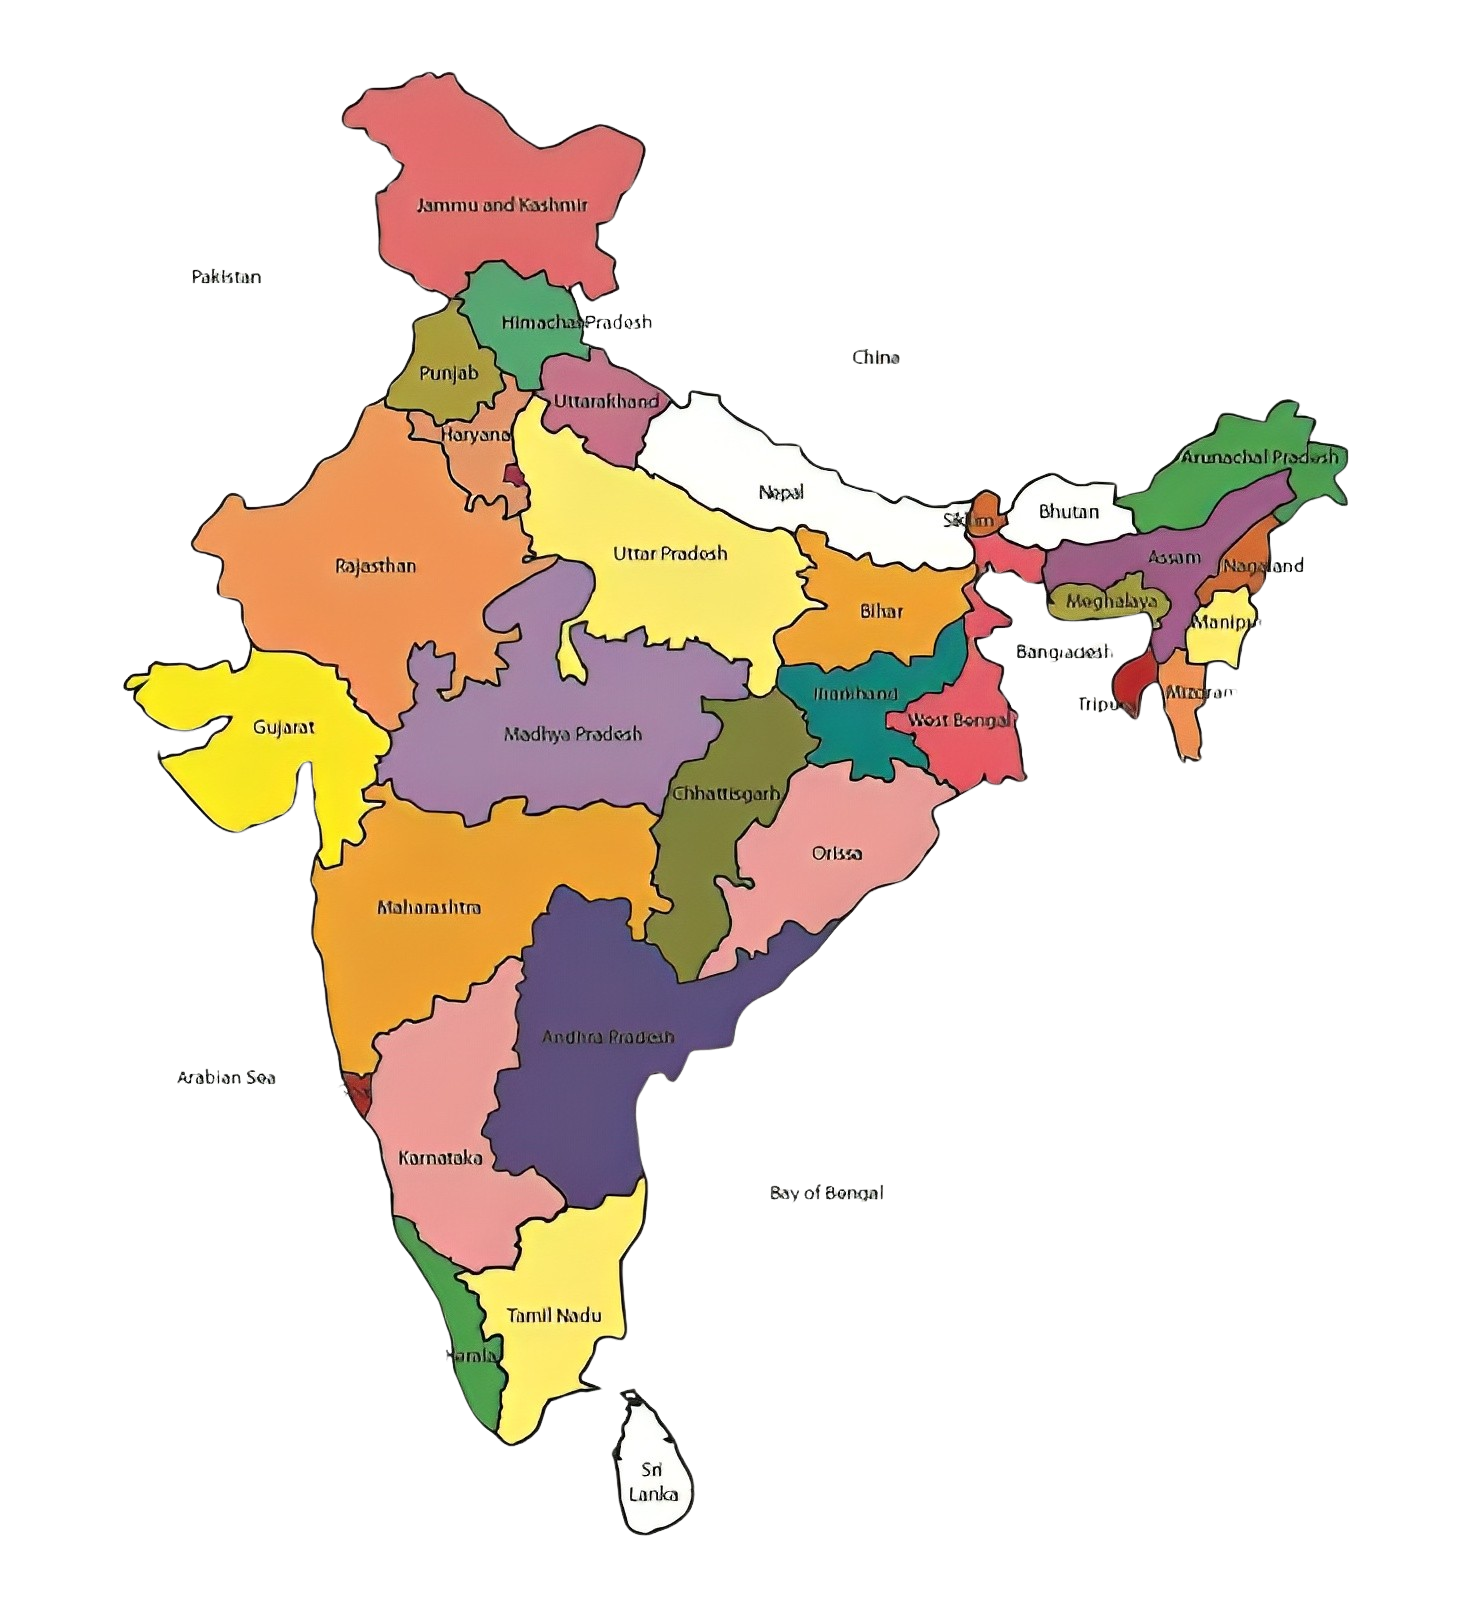 Jammu and Kashmir
Pakistan
Himachal Pradesh
China
Punjab
Uttarakhand
Haryana
Arunachal Pradesh
Nepal
Bhutan
Sikkim
Uttar Pradesh
Assam
Rajasthan
Nagaland
Meghalaya
Bihar
Manipu
Bangladesh
Jharkhand
Mizoram
Tripura
West Bengal
Gujarat
Madhya Pradesh
Chhattisgarh
Orissa
Maharashtra
Andhra Pradesh
Arabian Sea
Karnataka
Bay of Bengal
Tamil Nadu
Kerala
Sri
Lanka